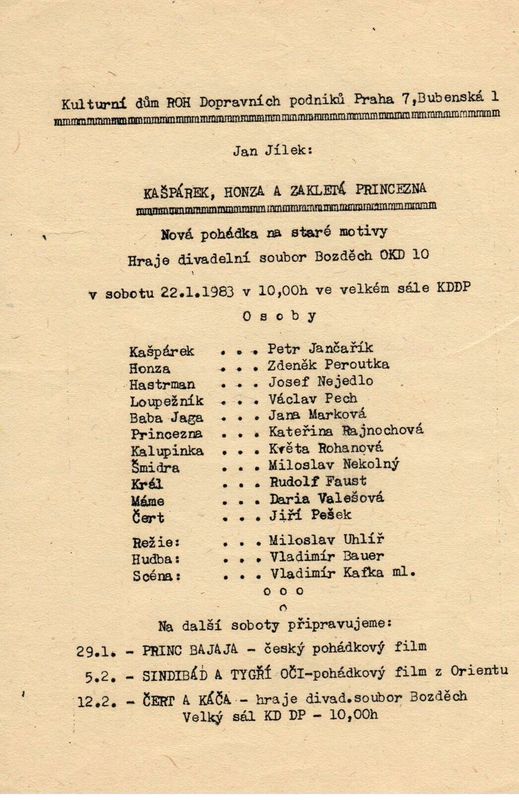 Kulturní dům ROH Dopravních podniků Praha 7,Bubenská 1
Jan Jílek:
KAŠPÁREK, HONZA A ZAKLETÁ PRINCEZNA
Nová pohádka na staré motivy
Hraje divadelní soubor Bozděch OKD 10
v sobotu 22.1.1983 v 10,00h ve velkém sále KDDP
O s o b y
Kašpárek . . . Petr Jančařík
Honza . . . Zdeněk Peroutka
Hastrman . . . Josef Nejedlo
Loupežník . . . Václav Pech
Baba Jaga . . . Jana Marková
Princezna . . . Kateřina Rajnochová
Kalupinka . . . Květa Rohanová
Šmidra . . . Miloslav Nekolný
Král . . . Rudolf Faust
Máme . . . Daria Valešová
Čert . . . Jiří Pešek
Režie: . . . Miloslav Uhlíř
Hudba: . . . Vladimír Bauer
Scéna: . . . Vladimír Kafka ml.
o o o
o
Na další soboty připravujeme:
29.1. - PRINC BAJAJA - český pohádkový film
5.2. - SINDIBÁD A TYGŘÍ OČI-pohádkový film z Orientu
12.2. - ČERT A KÁČA - hraje divad.soubor Bozděch
Velký sál KD DP - 10,00h